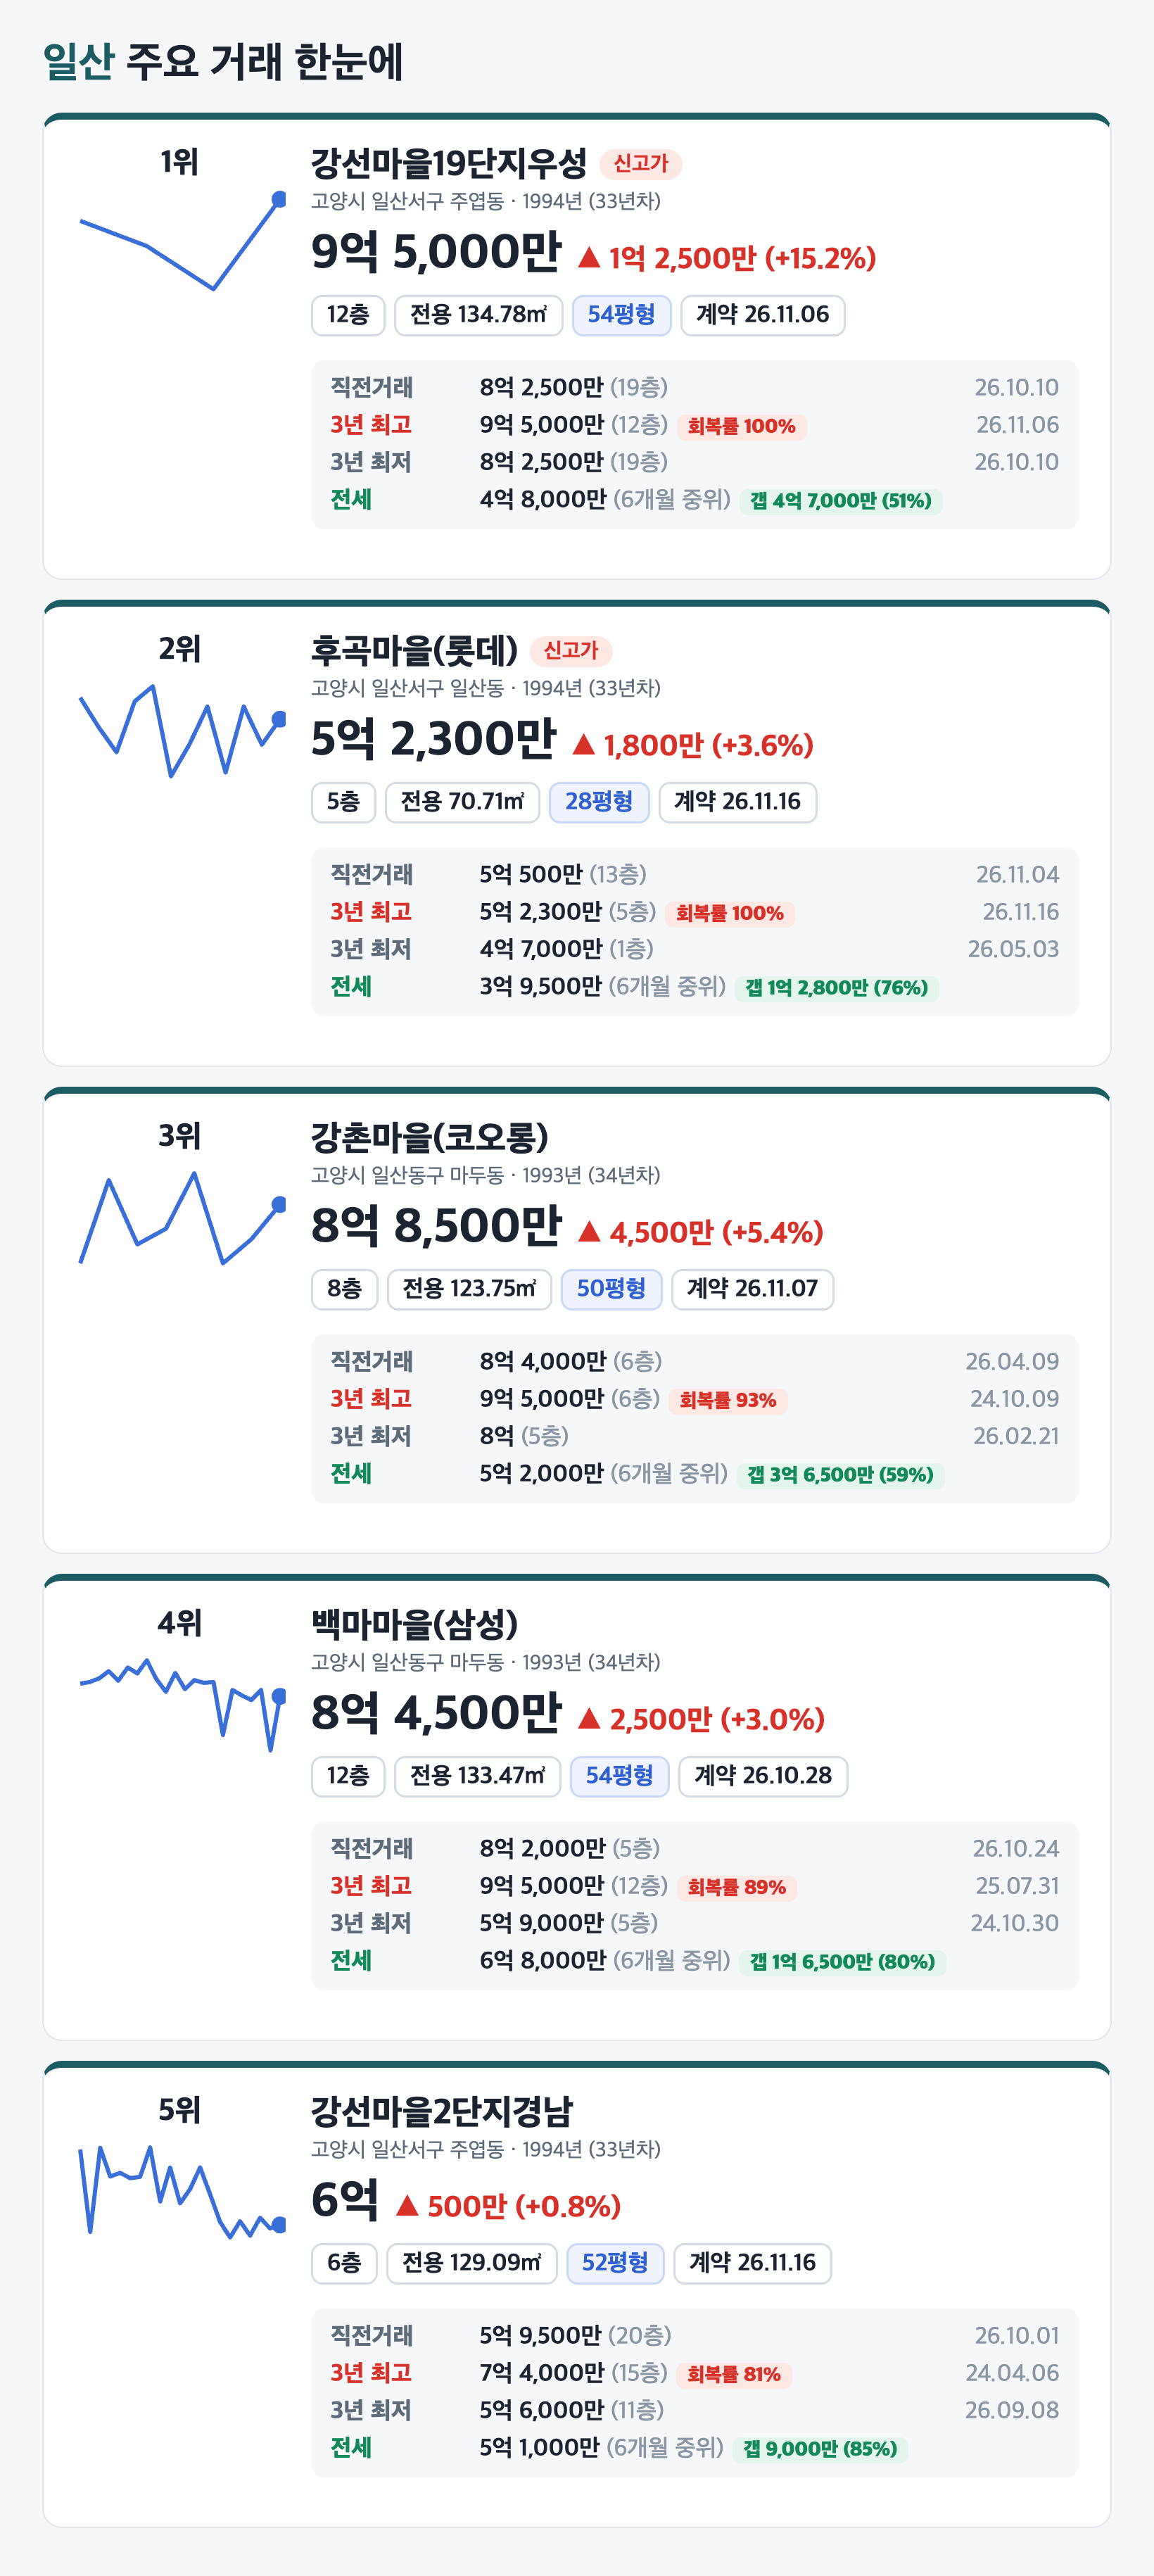 일산 주요 거래 한눈에
1위
강선마을19단지우성 신고가
고양시 일산서구 주엽동 · 1994년 (33년차)
9억 5,000만 ▲ 1억 2,500만 (+15.2%)
12층 전용 134.78㎡ 54평형 계약 26.11.06
직전거래 8억 2,500만 (19층) 26.10.10
3년 최고 9억 5,000만 (12층) 회복률 100% 26.11.06
3년 최저 8억 2,500만 (19층) 26.10.10
전세 4억 8,000만 (6개월 중위) 갭 4억 7,000만 (51%)
2위
후곡마을(롯데) 신고가
고양시 일산서구 일산동 · 1994년 (33년차)
5억 2,300만 ▲ 1,800만 (+3.6%)
5층 전용 70.71㎡ 28평형 계약 26.11.16
직전거래 5억 500만 (13층) 26.11.04
3년 최고 5억 2,300만 (5층) 회복률 100% 26.11.16
3년 최저 4억 7,000만 (1층) 26.05.03
전세 3억 9,500만 (6개월 중위) 갭 1억 2,800만 (76%)
3위
강촌마을(코오롱)
고양시 일산동구 마두동 · 1993년 (34년차)
8억 8,500만 ▲ 4,500만 (+5.4%)
8층 전용 123.75㎡ 50평형 계약 26.11.07
직전거래 8억 4,000만 (6층) 26.04.09
3년 최고 9억 5,000만 (6층) 회복률 93% 24.10.09
3년 최저 8억 (5층) 26.02.21
전세 5억 2,000만 (6개월 중위) 갭 3억 6,500만 (59%)
4위
백마마을(삼성)
고양시 일산동구 마두동 · 1993년 (34년차)
8억 4,500만 ▲ 2,500만 (+3.0%)
12층 전용 133.47㎡ 54평형 계약 26.10.28
직전거래 8억 2,000만 (5층) 26.10.24
3년 최고 9억 5,000만 (12층) 회복률 89% 25.07.31
3년 최저 5억 9,000만 (5층) 24.10.30
전세 6억 8,000만 (6개월 중위) 갭 1억 6,500만 (80%)
5위
강선마을2단지경남
고양시 일산서구 주엽동 · 1994년 (33년차)
6억 ▲ 500만 (+0.8%)
6층 전용 129.09㎡ 52평형 계약 26.11.16
직전거래 5억 9,500만 (20층) 26.10.01
3년 최고 7억 4,000만 (15층) 회복률 81% 24.04.06
3년 최저 5억 6,000만 (11층) 26.09.08
전세 5억 1,000만 (6개월 중위) 갭 9,000만 (85%)